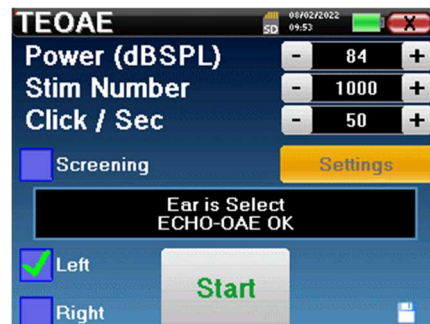 TEOAE
SD
08/02/2022
09:53
X
Power (dBSPL) - 84 +
Stim Number - 1000 +
Click / Sec - 50 +
Screening
Settings
Ear is Select
ECHO-OAE OK
Left
Start
Right